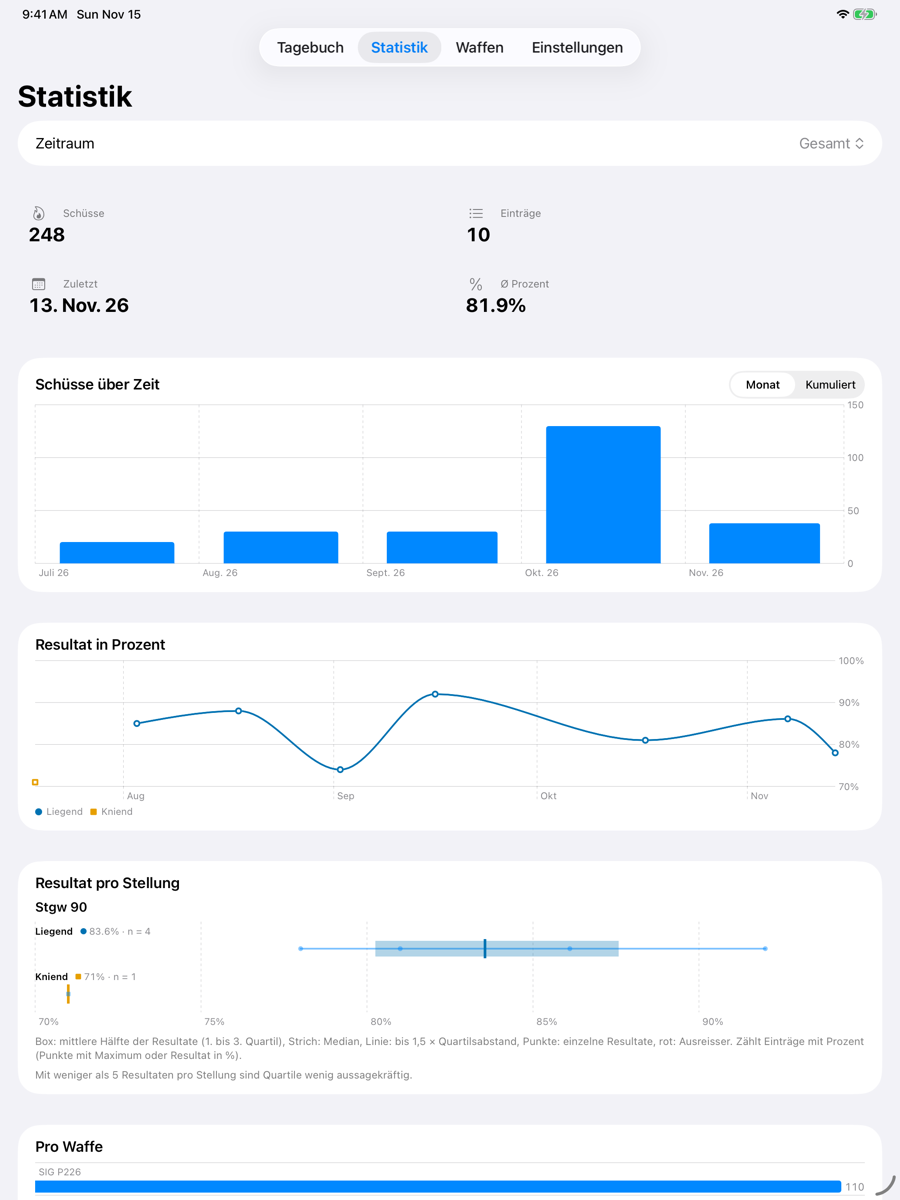 9:41 AM Sun Nov 15
Tagebuch Statistik Waffen Einstellungen
Statistik
Zeitraum Gesamt
Schüsse Einträge
248 10
Zuletzt Ø Prozent
13. Nov. 26 81.9%
Schüsse über Zeit Monat Kumuliert
150
100
50
0
Juli 26 Aug. 26 Sept. 26 Okt. 26 Nov. 26
Resultat in Prozent
100%
90%
80%
70%
Aug Sep Okt Nov
Liegend Kniend
Resultat pro Stellung
Stgw 90
Liegend 83.6% · n = 4
Kniend 71% · n = 1
70% 75% 80% 85% 90%
Box: mittlere Hälfte der Resultate (1. bis 3. Quartil), Strich: Median, Linie: bis 1,5 × Quartilsabstand, Punkte: einzelne Resultate, rot: Ausreisser. Zählt Einträge mit Prozent
(Punkte mit Maximum oder Resultat in %).
Mit weniger als 5 Resultaten pro Stellung sind Quartile wenig aussagekräftig.
Pro Waffe
SIG P226
110